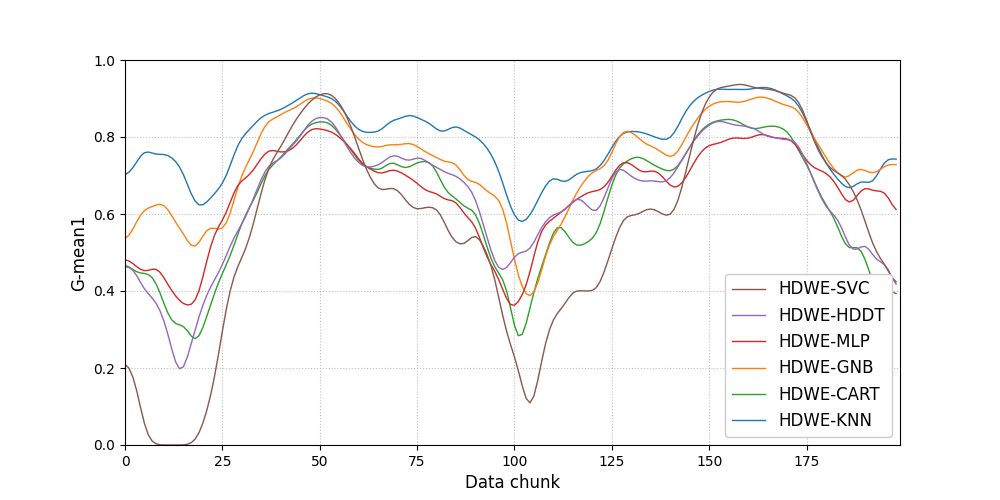 1.0
0.8
0.6
0.4
0.2
0.0
G-mean1
0 25 50 75 100 125 150 175
Data chunk
HDWE-SVC
HDWE-HDDT
HDWE-MLP
HDWE-GNB
HDWE-CART
HDWE-KNN